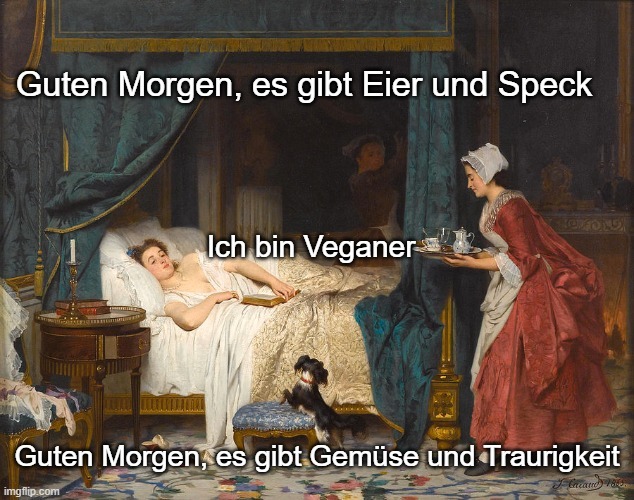 Guten Morgen, es gibt Eier und Speck
Ich bin Veganer
Guten Morgen, es gibt Gemüse und Traurigkeit
imgflip.com